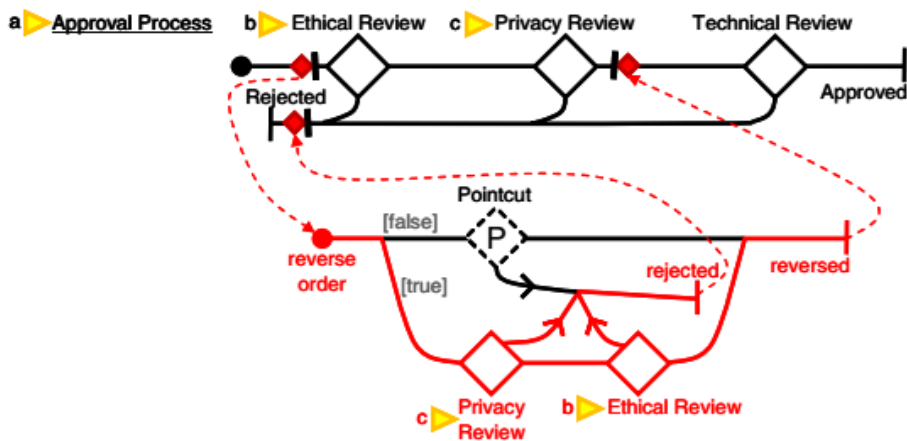 a Approval Process
b Ethical Review
c Privacy Review
Technical Review
Rejected
Approved
Pointcut
[false]
P
reverse
order
[true]
rejected
reversed
c Privacy
Review
b Ethical Review